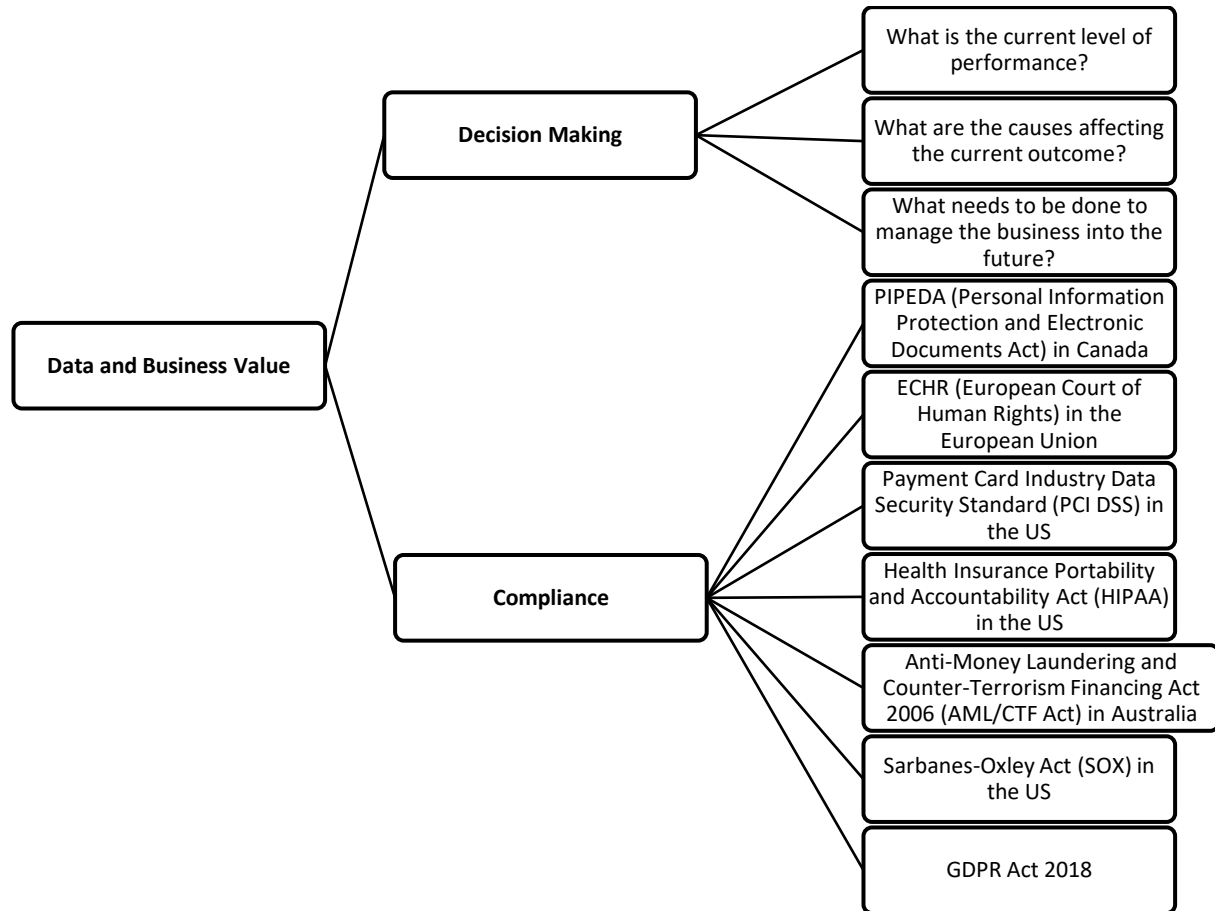 Data and Business Value
Decision Making
What is the current level of
performance?
What are the causes affecting
the current outcome?
What needs to be done to
manage the business into the
future?
Compliance
PIPEDA (Personal Information
Protection and Electronic
Documents Act) in Canada
ECHR (European Court of
Human Rights) in the
European Union
Payment Card Industry Data
Security Standard (PCI DSS) in
the US
Health Insurance Portability
and Accountability Act (HIPAA)
in the US
Anti-Money Laundering and
Counter-Terrorism Financing Act
2006 (AML/CTF Act) in Australia
Sarbanes-Oxley Act (SOX) in
the US
GDPR Act 2018